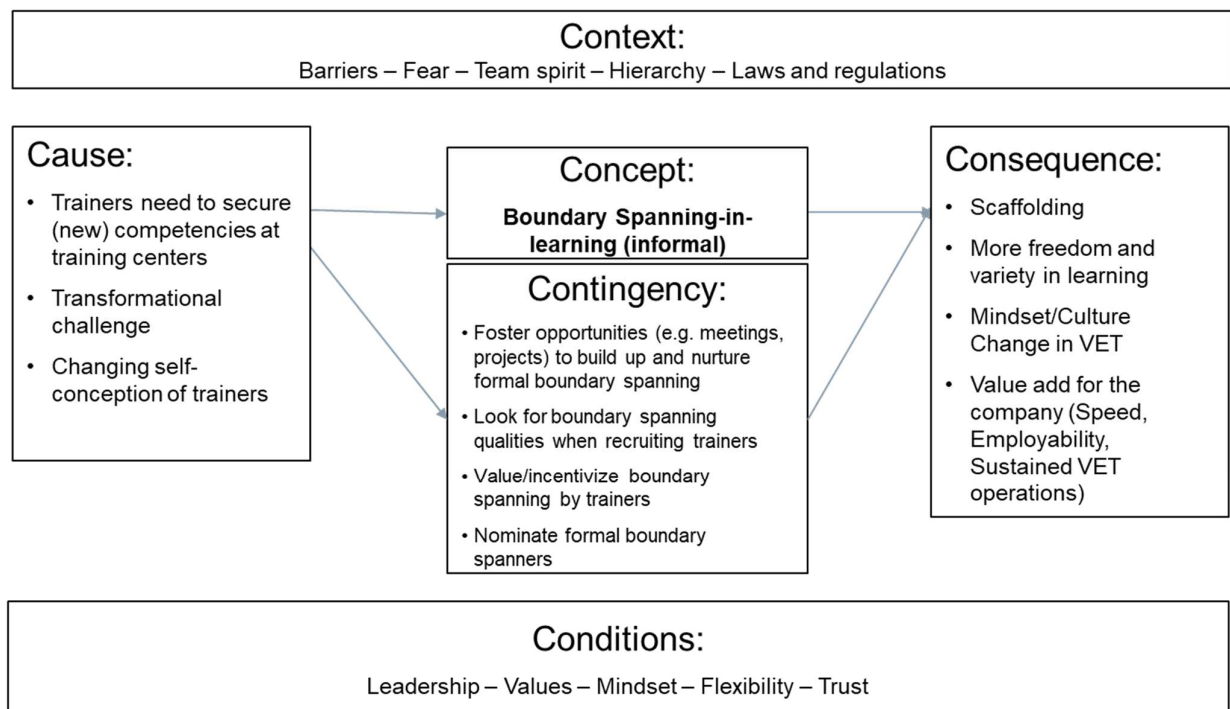 Context:
Barriers – Fear – Team spirit – Hierarchy – Laws and regulations
Cause:
• Trainers need to secure
(new) competencies at
training centers
• Transformational
challenge
• Changing self-
conception of trainers
Concept:
Boundary Spanning-in-
learning (informal)
Contingency:
• Foster opportunities (e.g. meetings,
projects) to build up and nurture
formal boundary spanning
• Look for boundary spanning
qualities when recruiting trainers
• Value/incentivize boundary
spanning by trainers
• Nominate formal boundary
spanners
Consequence:
• Scaffolding
• More freedom and
variety in learning
• Mindset/Culture
Change in VET
• Value add for the
company (Speed,
Employability,
Sustained VET
operations)
Conditions:
Leadership – Values – Mindset – Flexibility – Trust